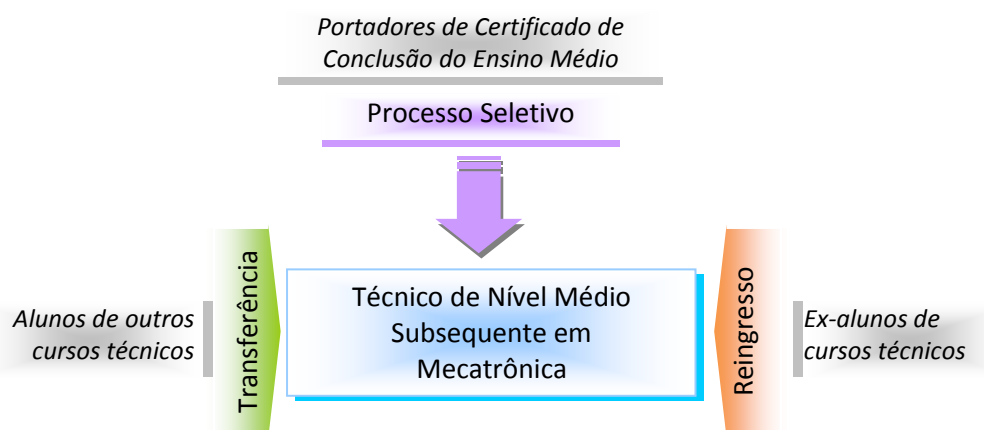 Portadores de Certificado de
Conclusão do Ensino Médio
Processo Seletivo
Transferência
Alunos de outros
cursos técnicos
Técnico de Nível Médio
Subsequente em
Mecatrônica
Reingresso
Ex-alunos de
cursos técnicos